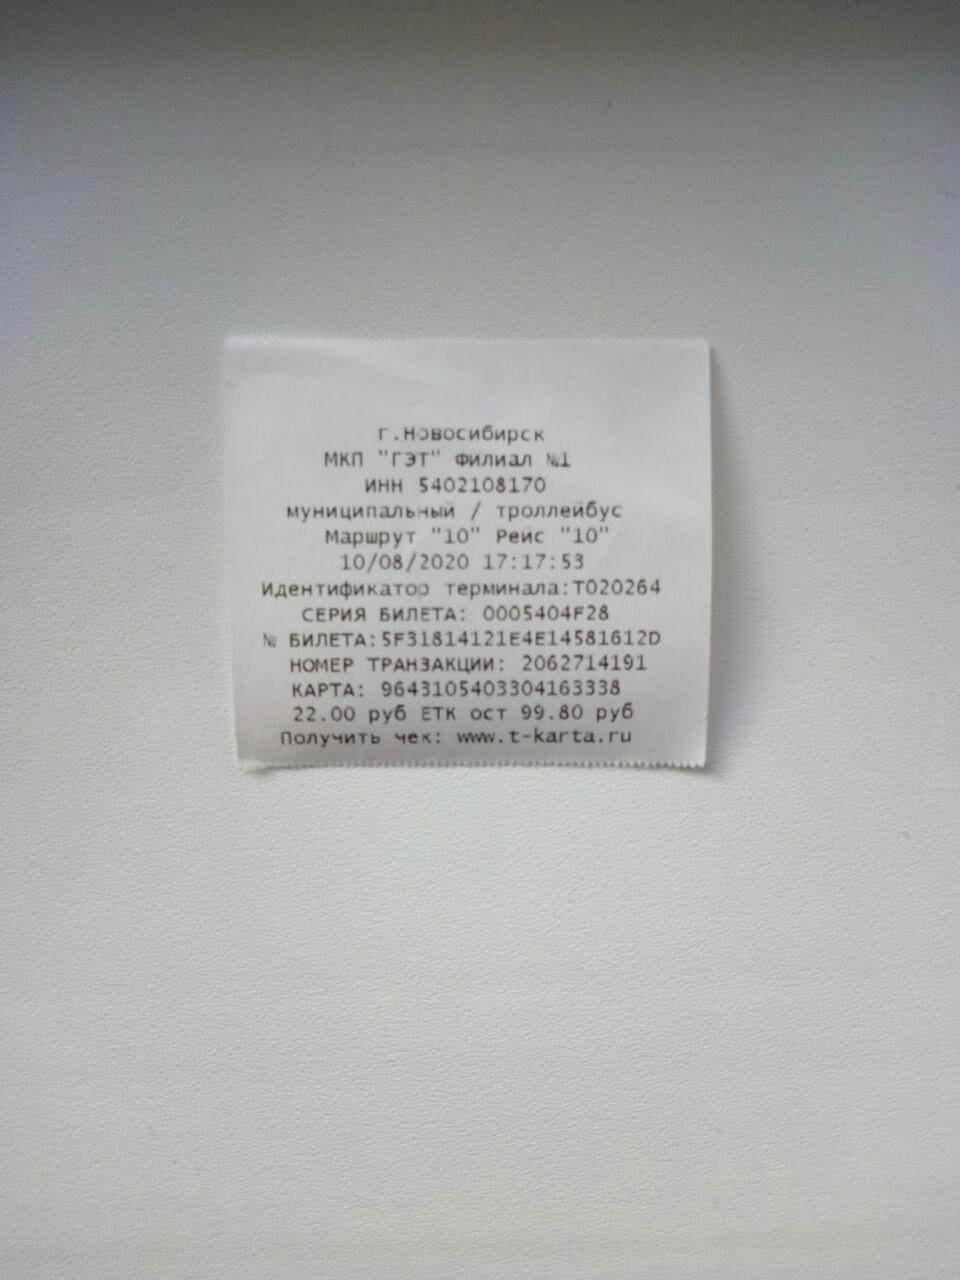 г.Новосибирск
МКП "ГЭТ" Филиал №1
ИНН 5402108170
муниципальный / троллейбус
Маршрут "10" Рейс "10"
10/08/2020 17:17:53
Идентификатор терминала:Т020264
СЕРИЯ БИЛЕТА: 0005404F28
№ БИЛЕТА:5F31814121E4E14581612D
НОМЕР ТРАНЗАКЦИИ: 2062714191
КАРТА: 9643105403304163338
22.00 руб ЕТК ост 99.80 руб
Получить чек: www.t-karta.ru